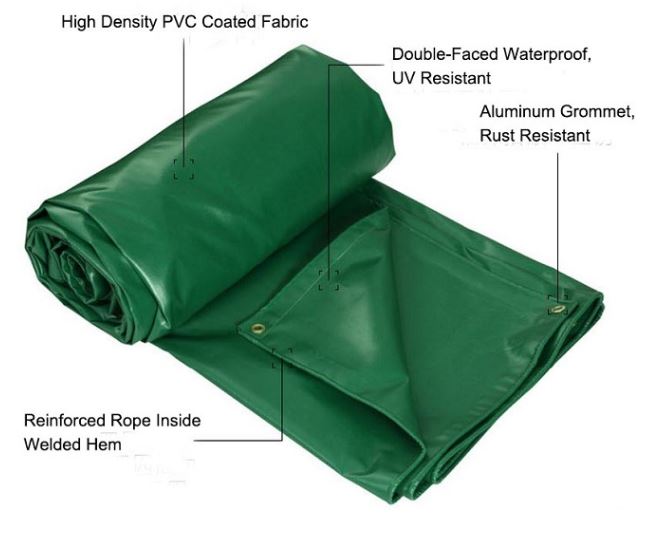 High Density PVC Coated Fabric
Double-Faced Waterproof,
UV Resistant
Aluminum Grommet,
Rust Resistant
Reinforced Rope Inside
Welded Hem